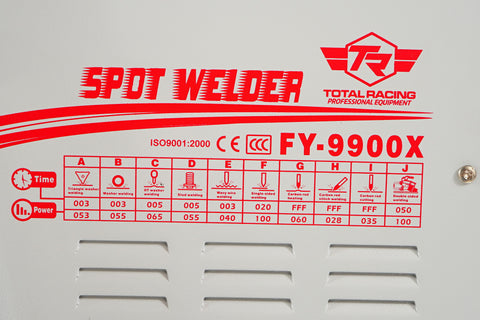 TR
SPOT WELDER
TOTAL RACING
PROFESSIONAL EQUIPMENT
ISO9001:2000 CE CCC FY-9900X
A B C D E F G H I J
Time
Triangle washer welding Washer welding OT washer welding Stud welding Wavy wire welding Single-sided welding Carbon rod heating Carbon rod stitch welding Carbon rod cutting Double-sided welding
003 003 005 005 003 020 FFF FFF FFF 050
Power
053 055 065 055 040 100 060 028 035 100